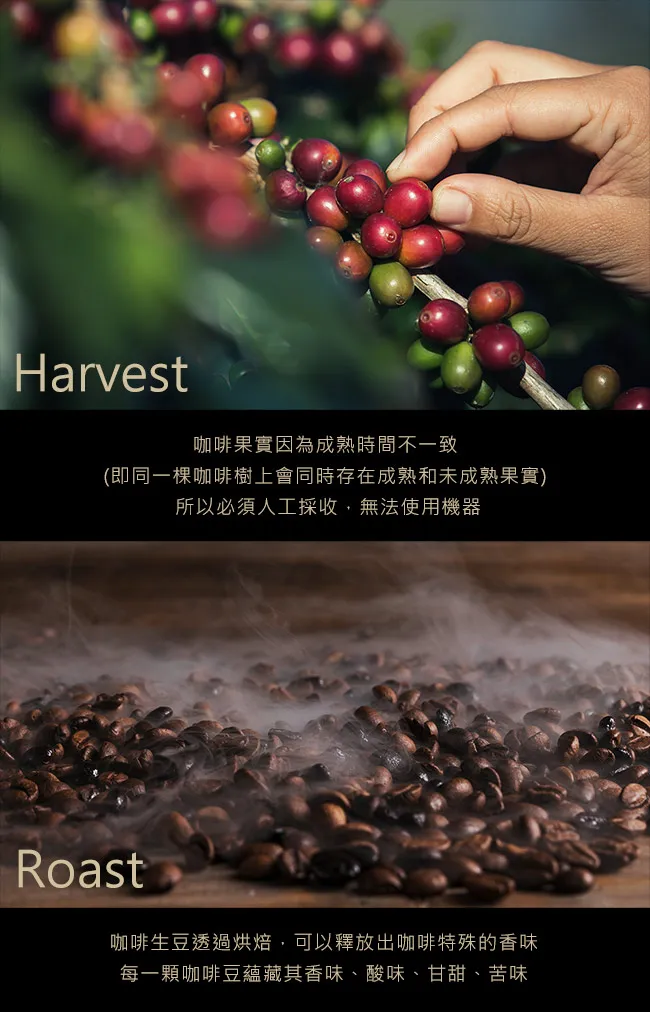 Harvest
咖啡果實因為成熟時間不一致
(即同一棵咖啡樹上會同時存在成熟和未成熟果實)
所以必須人工採收，無法使用機器
Roast
咖啡生豆透過烘焙，可以釋放出咖啡特殊的香味
每一顆咖啡豆蘊藏其香味、酸味、甘甜、苦味